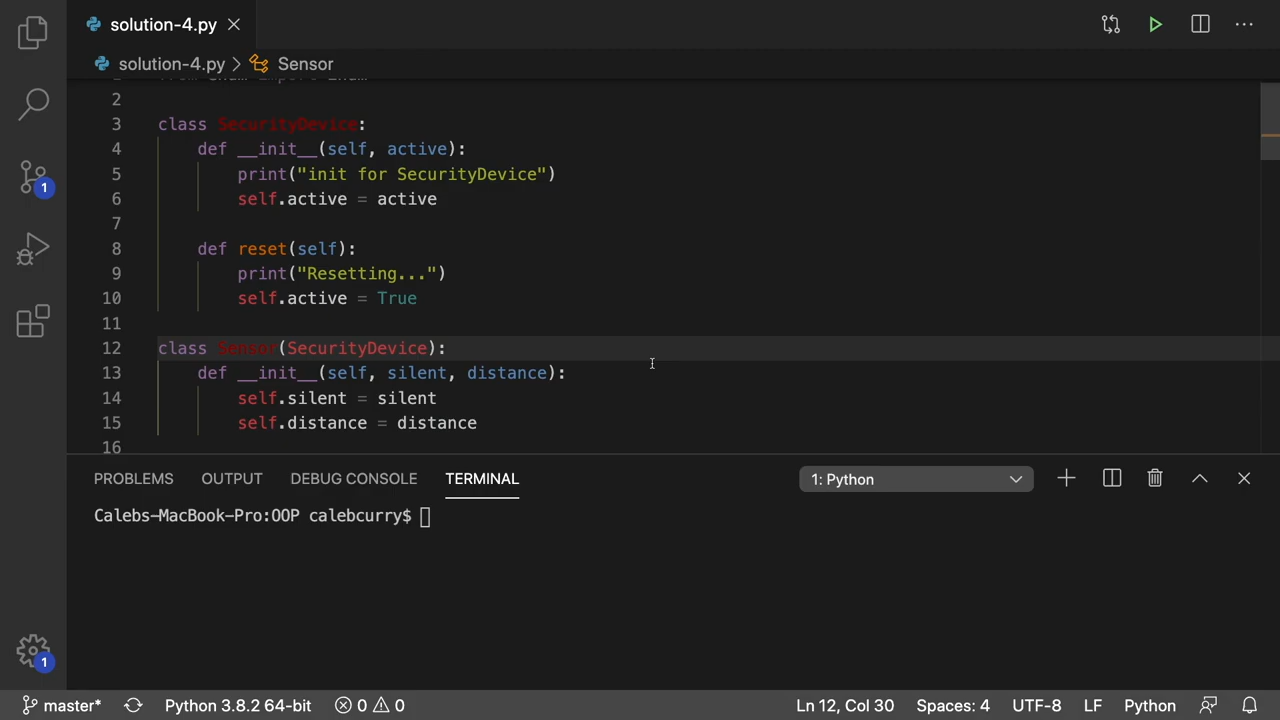 solution-4.py
solution-4.py > Sensor
2
3 class SecurityDevice:
4 def __init__(self, active):
5 print("init for SecurityDevice")
6 self.active = active
7
8 def reset(self):
9 print("Resetting...")
10 self.active = True
11
12 class Sensor(SecurityDevice):
13 def __init__(self, silent, distance):
14 self.silent = silent
15 self.distance = distance
16
1
PROBLEMS OUTPUT DEBUG CONSOLE TERMINAL 1: Python
Calebs-MacBook-Pro:OOP calebcurry$
1
master* Python 3.8.2 64-bit 0 0 Ln 12, Col 30 Spaces: 4 UTF-8 LF Python